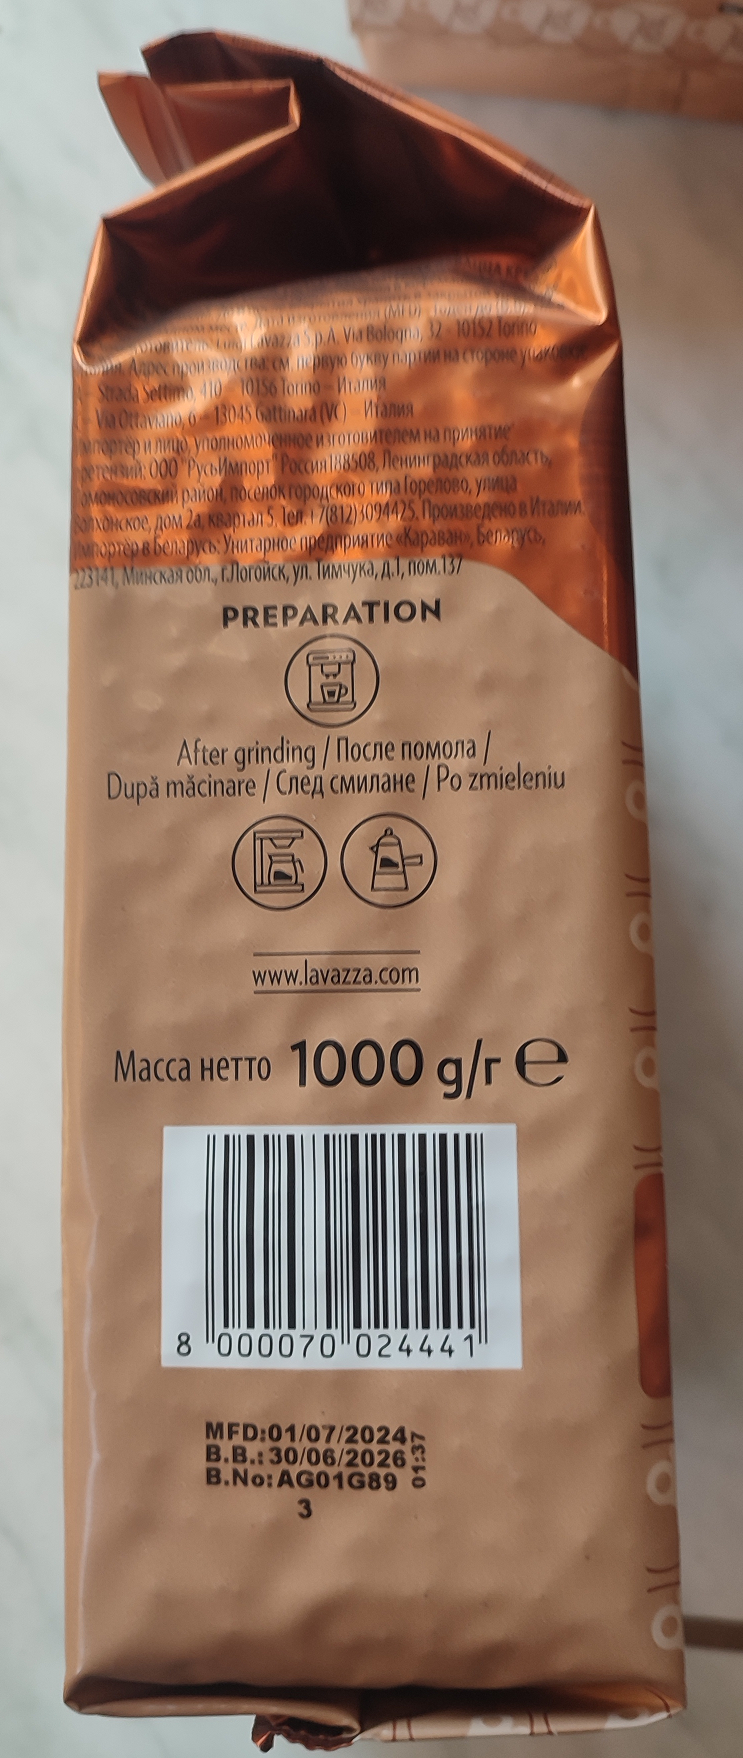 (MFD)
Luigi Lavazza S.p.A. Via Bologna, 32 - 10152 Torino
Адрес производства: см. первую букву партии на стороне упаковки:
Strada Settimo, 410 - 10156 Torino - Италия
Via Ottaviano, 6 - 13045 Gattinara (VC) - Италия
Импортёр и лицо, уполномоченное изготовителем на принятие
претензий: ООО "РусьИмпорт" Россия 188508, Ленинградская область,
Ломоносовский район, поселок городского типа Горелово, улица
Волхонское, дом 2а, квартал 5, Тел. +7(812)3094425. Произведено в Италии.
Импортёр в Беларусь: Унитарное предприятие «Караван», Беларусь,
223141, Минская обл., г.Логойск, ул. Тимчука, д.1, пом.137
PREPARATION
After grinding / После помола /
După măcinare / След смилане / Po zmieleniu
www.lavazza.com
Масса нетто 1000 g/г e
8 000070 024441
MFD:01/07/2024
B.B.:30/06/2026
B.No:AG01G89
01:37
3